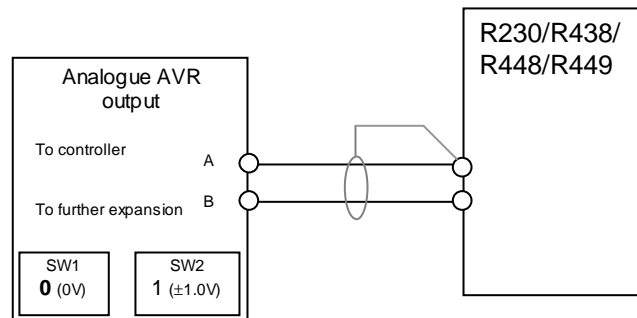 R230/R438/
R448/R449
Analogue AVR
output
To controller
A
To further expansion
B
SW1
0 (0V)
SW2
1 (±1.0V)